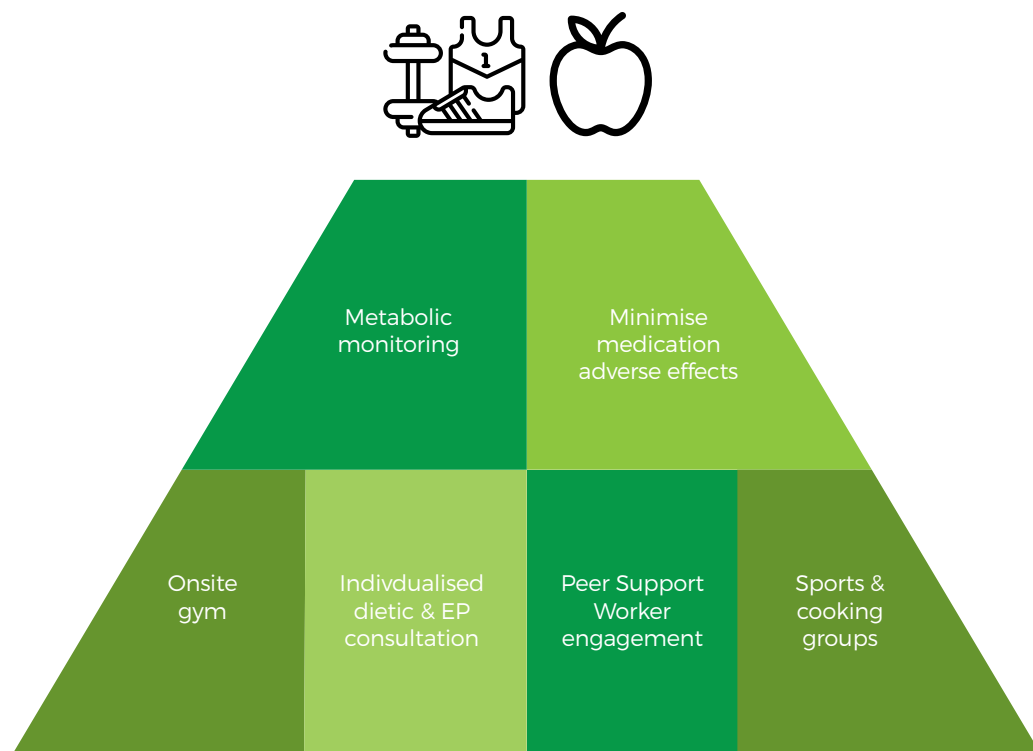 1
Metabolic
monitoring
Minimise
medication
adverse effects
Onsite
gym
Indivdualised
dietic & EP
consultation
Peer Support
Worker
engagement
Sports &
cooking
groups